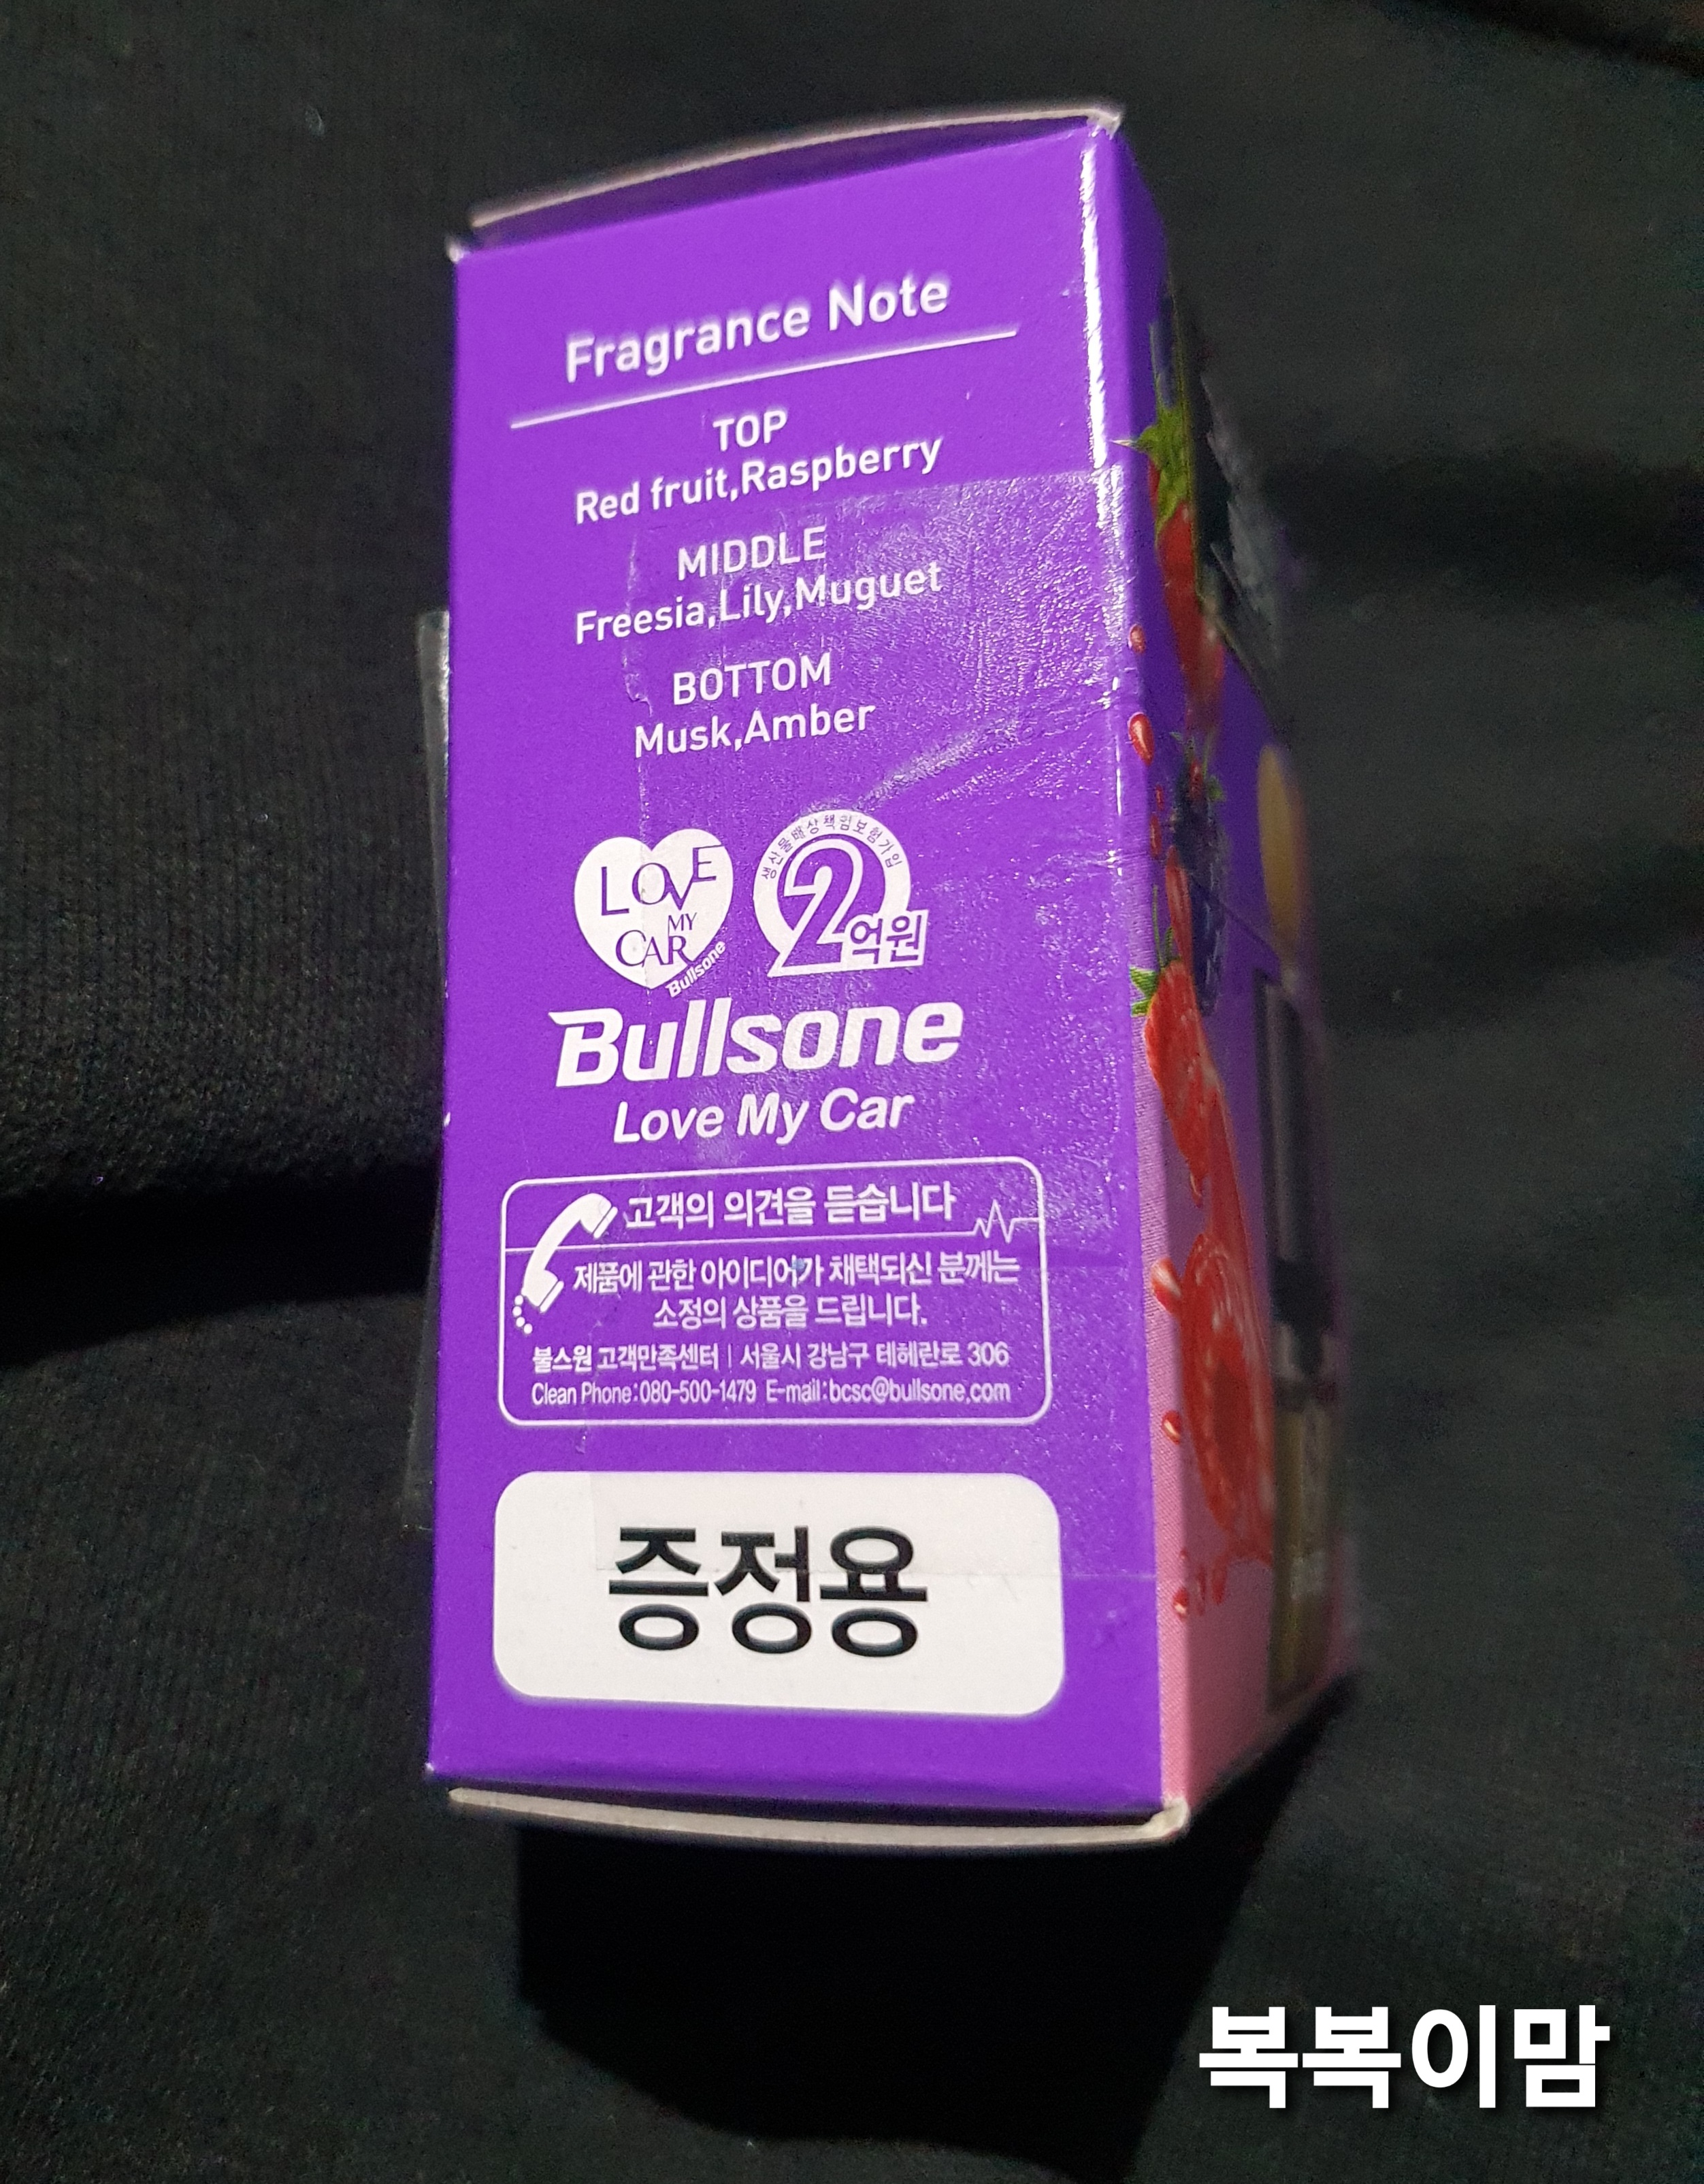 Fragrance Note
TOP
Red fruit,Raspberry
MIDDLE
Freesia,Lily,Muguet
BOTTOM
Musk,Amber
LOVE
MY
CAR
Bullsone
생산물배상책임보험가입
2억원
Bullsone
Love My Car
고객의 의견을 듣습니다
제품에 관한 아이디어가 채택되신 분께는
소정의 상품을 드립니다.
불스원 고객만족센터 | 서울시 강남구 테헤란로 306
Clean Phone:080-500-1479 E-mail:bcsc@bullsone.com
증정용
복복이맘